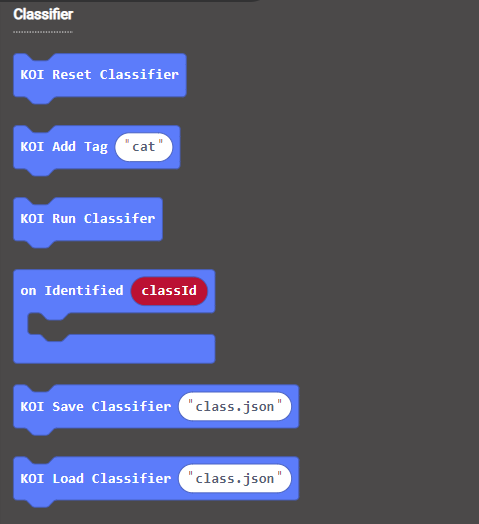 Classifier
KOI Reset Classifier
KOI Add Tag "cat"
KOI Run Classifer
on Identified classId
KOI Save Classifier "class.json"
KOI Load Classifier "class.json"